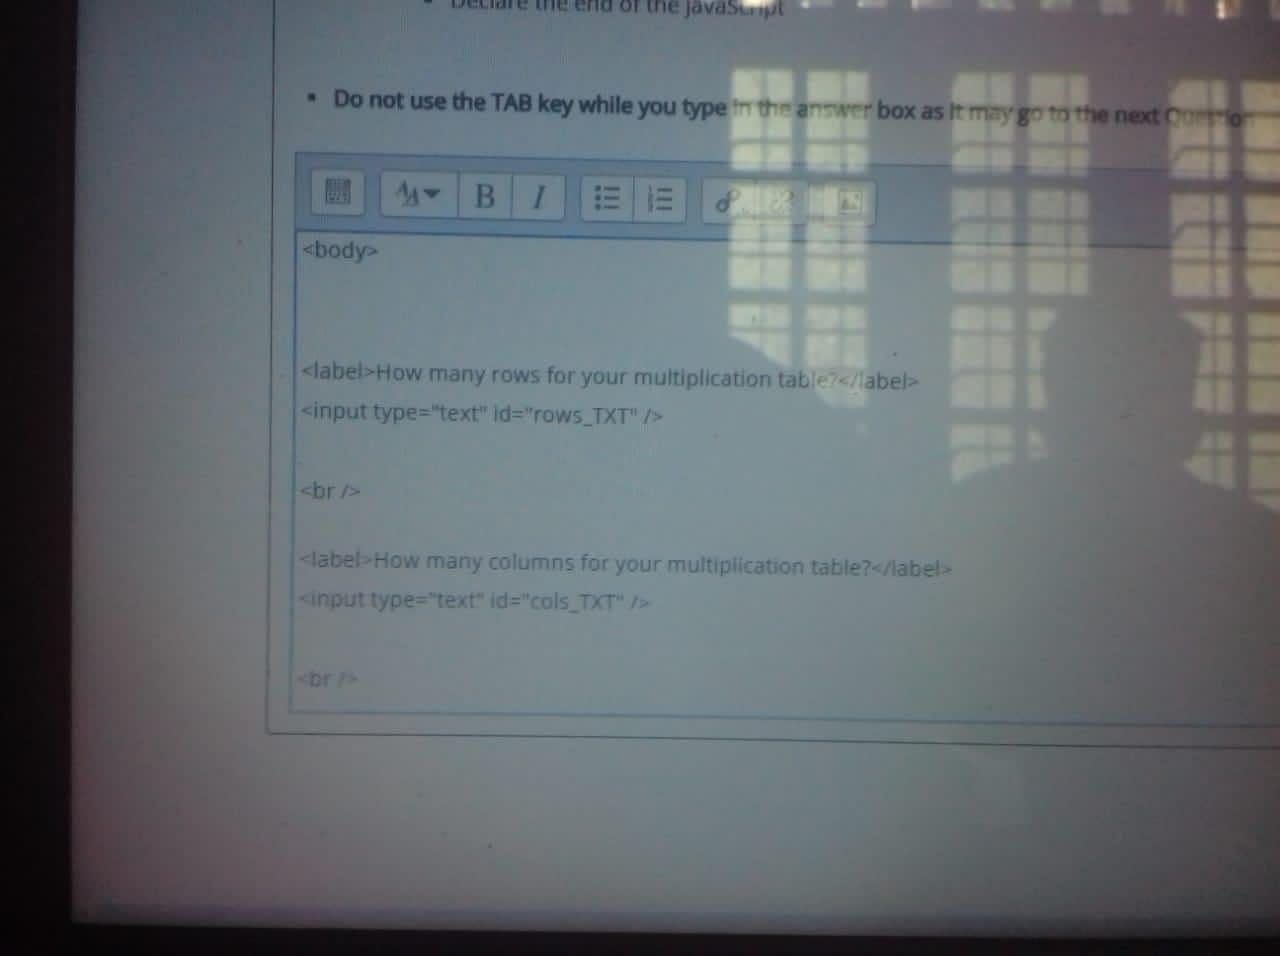 Declare the end of the JavaScript
Do not use the TAB key while you type in the answer box as it may go to the next Question
B I
<body>
<label>How many rows for your multiplication table?</label>
<input type="text" id="rows_TXT" />
<br />
<label>How many columns for your multiplication table?</label>
<input type="text" id="cols_TXT" />
<br />